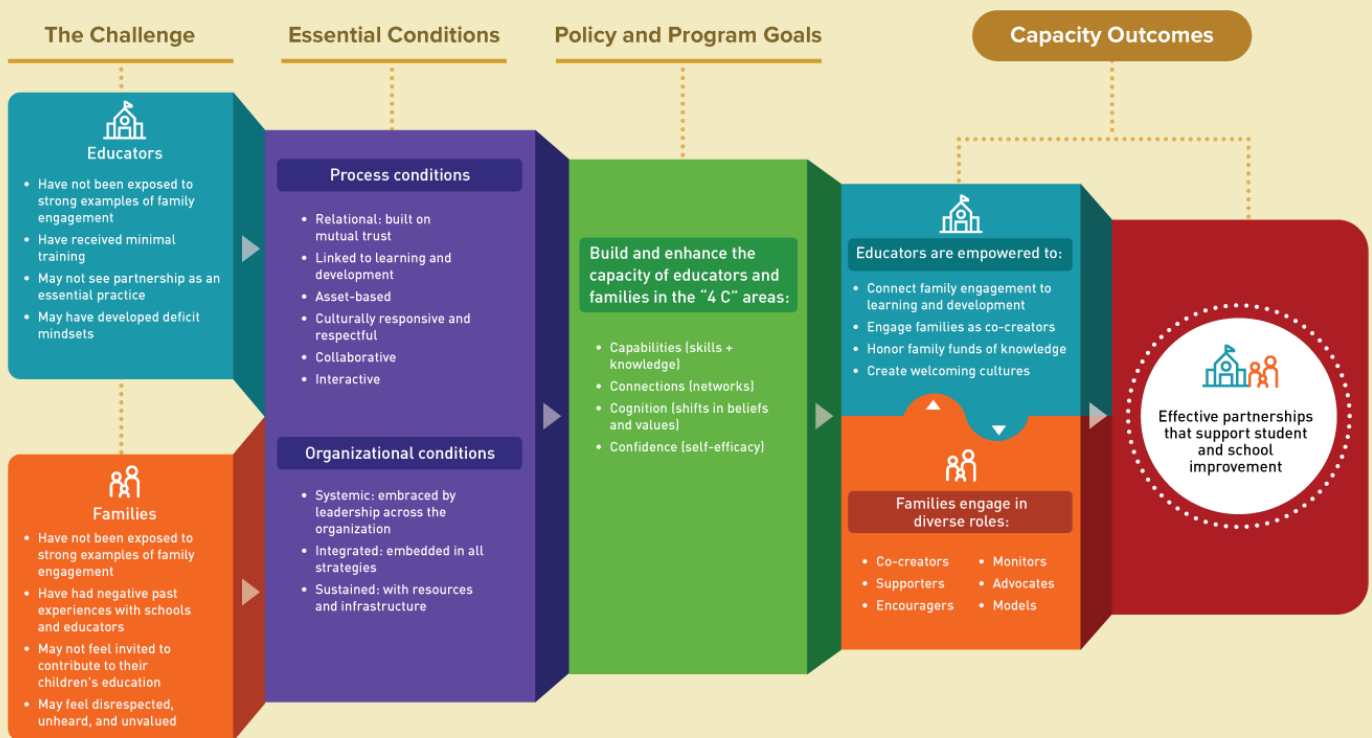 The Challenge
Essential Conditions
Policy and Program Goals
Capacity Outcomes
Educators
• Have not been exposed to
strong examples of family
engagement
• Have received minimal
training
• May not see partnership as an
essential practice
• May have developed deficit
mindsets
Families
• Have not been exposed to
strong examples of family
engagement
• Have had negative past
experiences with schools
and educators
• May not feel invited to
contribute to their
children's education
• May feel disrespected,
unheard, and unvalued
Process conditions
• Relational: built on
mutual trust
• Linked to learning and
development
• Asset-based
• Culturally responsive and
respectful
• Collaborative
• Interactive
Organizational conditions
• Systemic: embraced by
leadership across the
organization
• Integrated: embedded in all
strategies
• Sustained: with resources
and infrastructure
Build and enhance the
capacity of educators and
families in the "4 C" areas:
• Capabilities (skills +
knowledge)
• Connections (networks)
• Cognition (shifts in beliefs
and values)
• Confidence (self-efficacy)
Educators are empowered to:
• Connect family engagement to
learning and development
• Engage families as co-creators
• Honor family funds of knowledge
• Create welcoming cultures
Families engage in
diverse roles:
• Co-creators
• Supporters
• Encouragers
• Monitors
• Advocates
• Models
Effective partnerships
that support student
and school
improvement